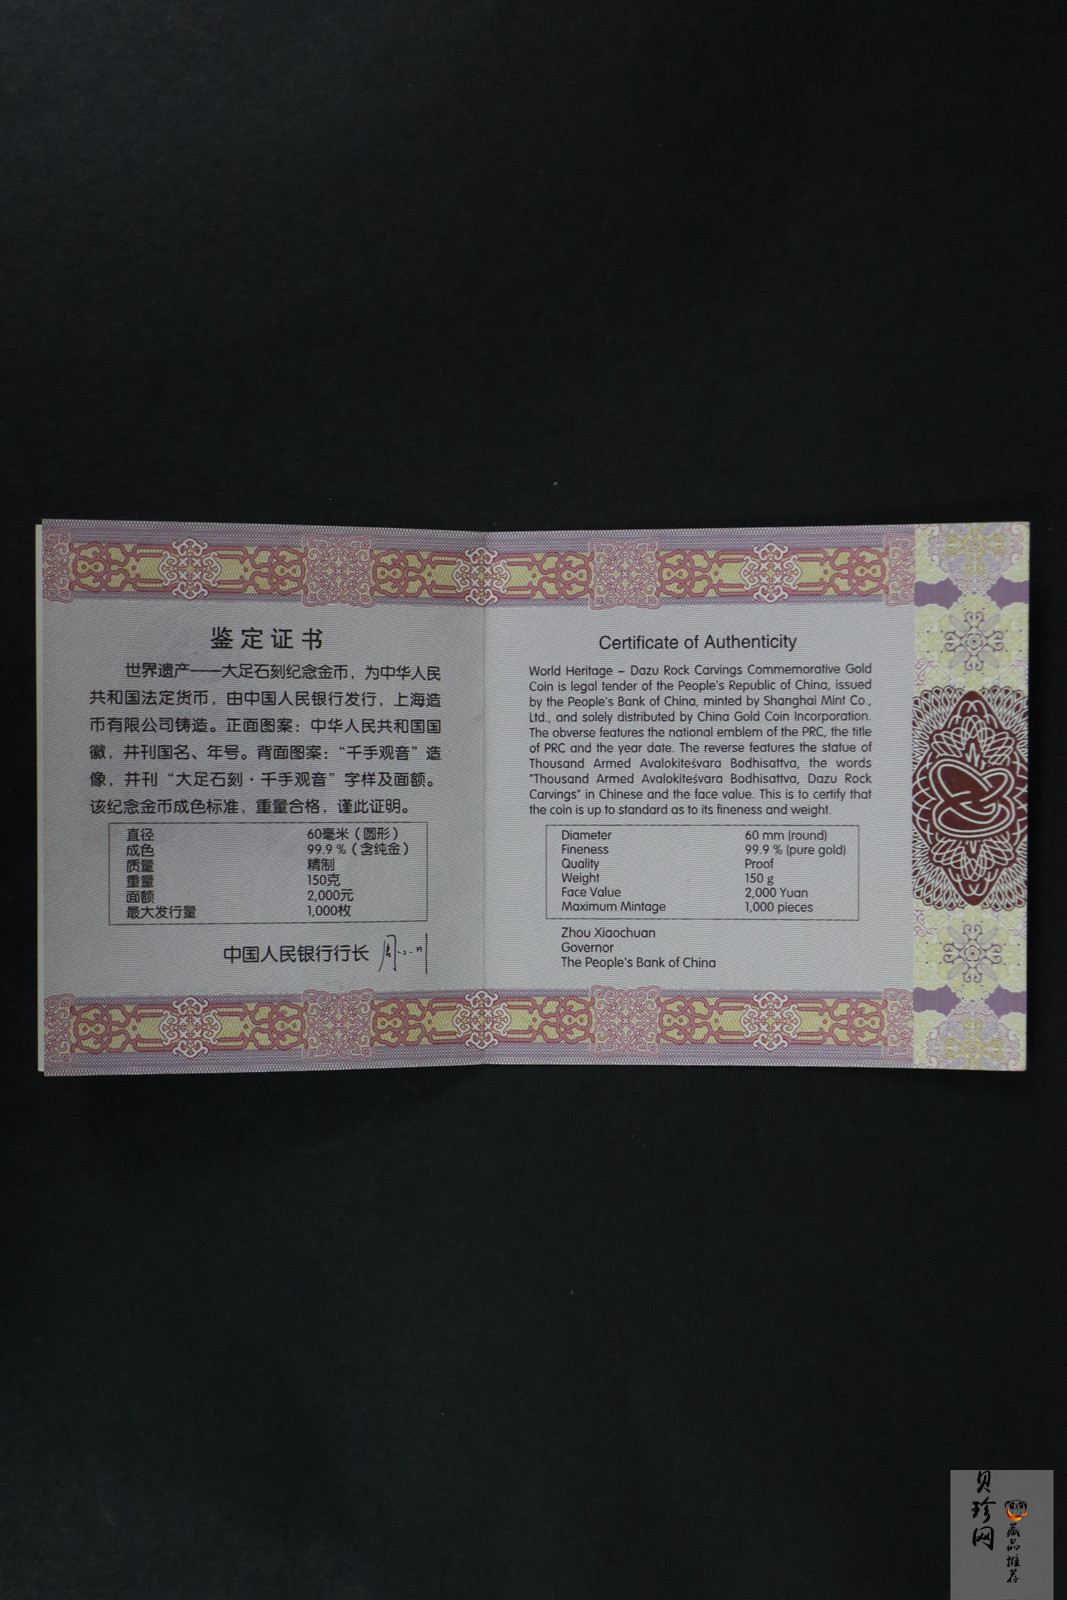 鉴定证书
世界遗产——大足石刻纪念金币，为中华人民
共和国法定货币，由中国人民银行发行，上海造
币有限公司铸造。正面图案：中华人民共和国国
徽，并刊国名、年号。背面图案：“千手观音”造
像，并刊“大足石刻·千手观音”字样及面额。
该纪念金币成色标准，重量合格，谨此证明。
直径 60毫米（圆形）
成色 99.9％（含纯金）
质量 精制
重量 150克
面额 2,000元
最大发行量 1,000枚
中国人民银行行长
Certificate of Authenticity
World Heritage – Dazu Rock Carvings Commemorative Gold
Coin is legal tender of the People's Republic of China, issued
by the People's Bank of China, minted by Shanghai Mint Co.,
Ltd., and solely distributed by China Gold Coin Incorporation.
The obverse features the national emblem of the PRC, the title
of PRC and the year date. The reverse features the statue of
Thousand Armed Avalokiteśvara Bodhisattva, the words
"Thousand Armed Avalokiteśvara Bodhisattva, Dazu Rock
Carvings" in Chinese and the face value. This is to certify that
the coin is up to standard as to its fineness and weight.
Diameter 60 mm (round)
Fineness 99.9 % (pure gold)
Quality Proof
Weight 150 g
Face Value 2,000 Yuan
Maximum Mintage 1,000 pieces
Zhou Xiaochuan
Governor
The People's Bank of China
贝珍网
藏品推荐